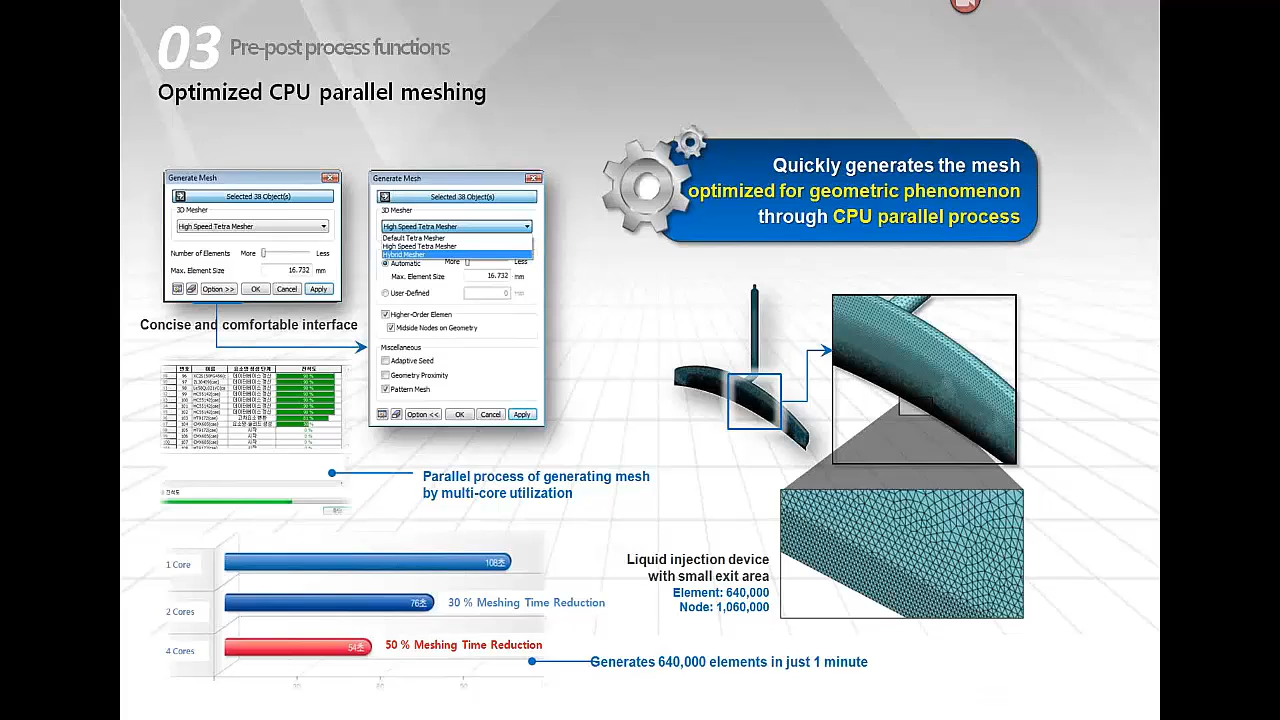 03 Pre-post process functions
Optimized CPU parallel meshing
Quickly generates the mesh
optimized for geometric phenomenon
through CPU parallel process
Generate Mesh
Selected 38 Object(s)
3D Mesher
High Speed Tetra Mesher
Number of Elements More Less
Max. Element Size 16.732 mm
Option >> OK Cancel Apply
Concise and comfortable interface
Generate Mesh
Selected 38 Object(s)
3D Mesher
High Speed Tetra Mesher
Default Tetra Mesher
High Speed Tetra Mesher
Hybrid Mesher
Automatic More Less
Max. Element Size 16.732 mm
User-Defined 0
Higher-Order Elemen
Midside Nodes on Geometry
Miscellaneous
Adaptive Seed
Geometry Proximity
Pattern Mesh
Option << OK Cancel Apply
Parallel process of generating mesh
by multi-core utilization
1 Core 108초
2 Cores 76초 30 % Meshing Time Reduction
4 Cores 54초 50 % Meshing Time Reduction
Generates 640,000 elements in just 1 minute
Liquid injection device
with small exit area
Element: 640,000
Node: 1,060,000